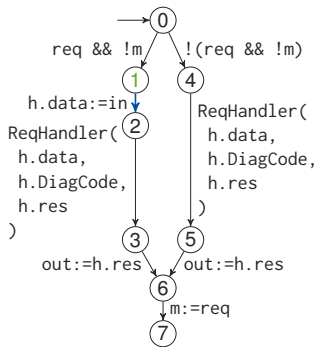 0
req && !m
!(req && !m)
1
4
h.data:=in
2
ReqHandler(
h.data,
h.DiagCode,
h.res
)
ReqHandler(
h.data,
h.DiagCode,
h.res
)
3
5
out:=h.res
out:=h.res
6
m:=req
7